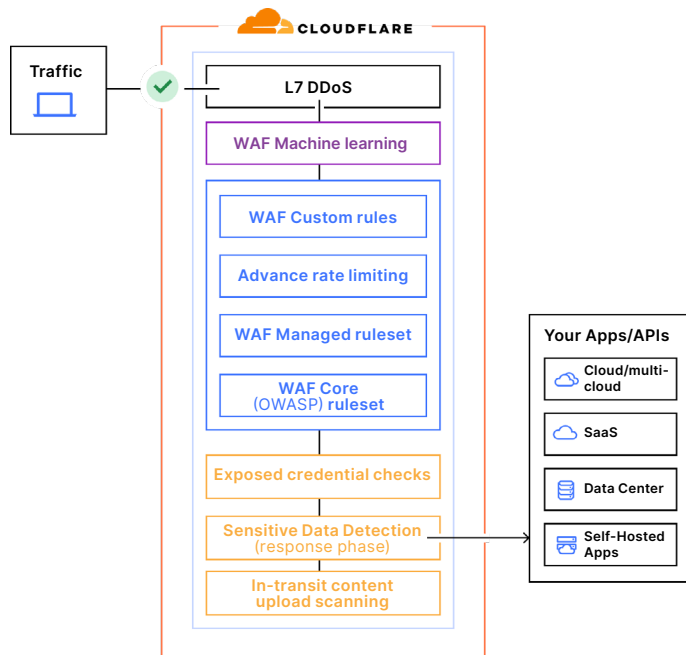 CLOUDFLARE
Traffic
L7 DDoS
WAF Machine learning
WAF Custom rules
Advance rate limiting
WAF Managed ruleset
WAF Core
(OWASP) ruleset
Exposed credential checks
Sensitive Data Detection
(response phase)
In-transit content
upload scanning
Your Apps/APIs
Cloud/multi-
cloud
SaaS
Data Center
Self-Hosted
Apps